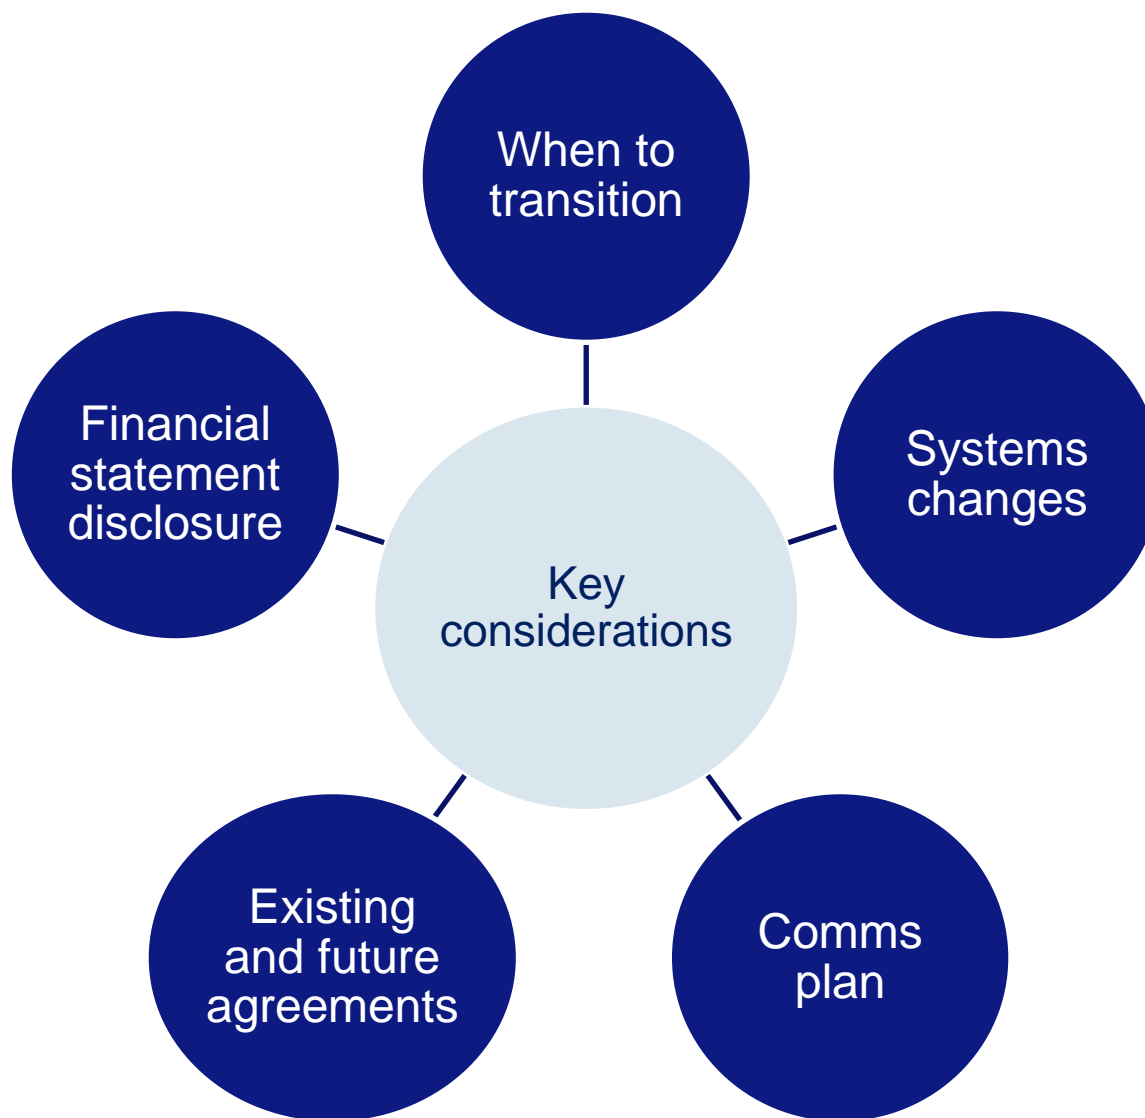 When to
transition
Financial
statement
disclosure
Systems
changes
Key
considerations
Existing
and future
agreements
Comms
plan